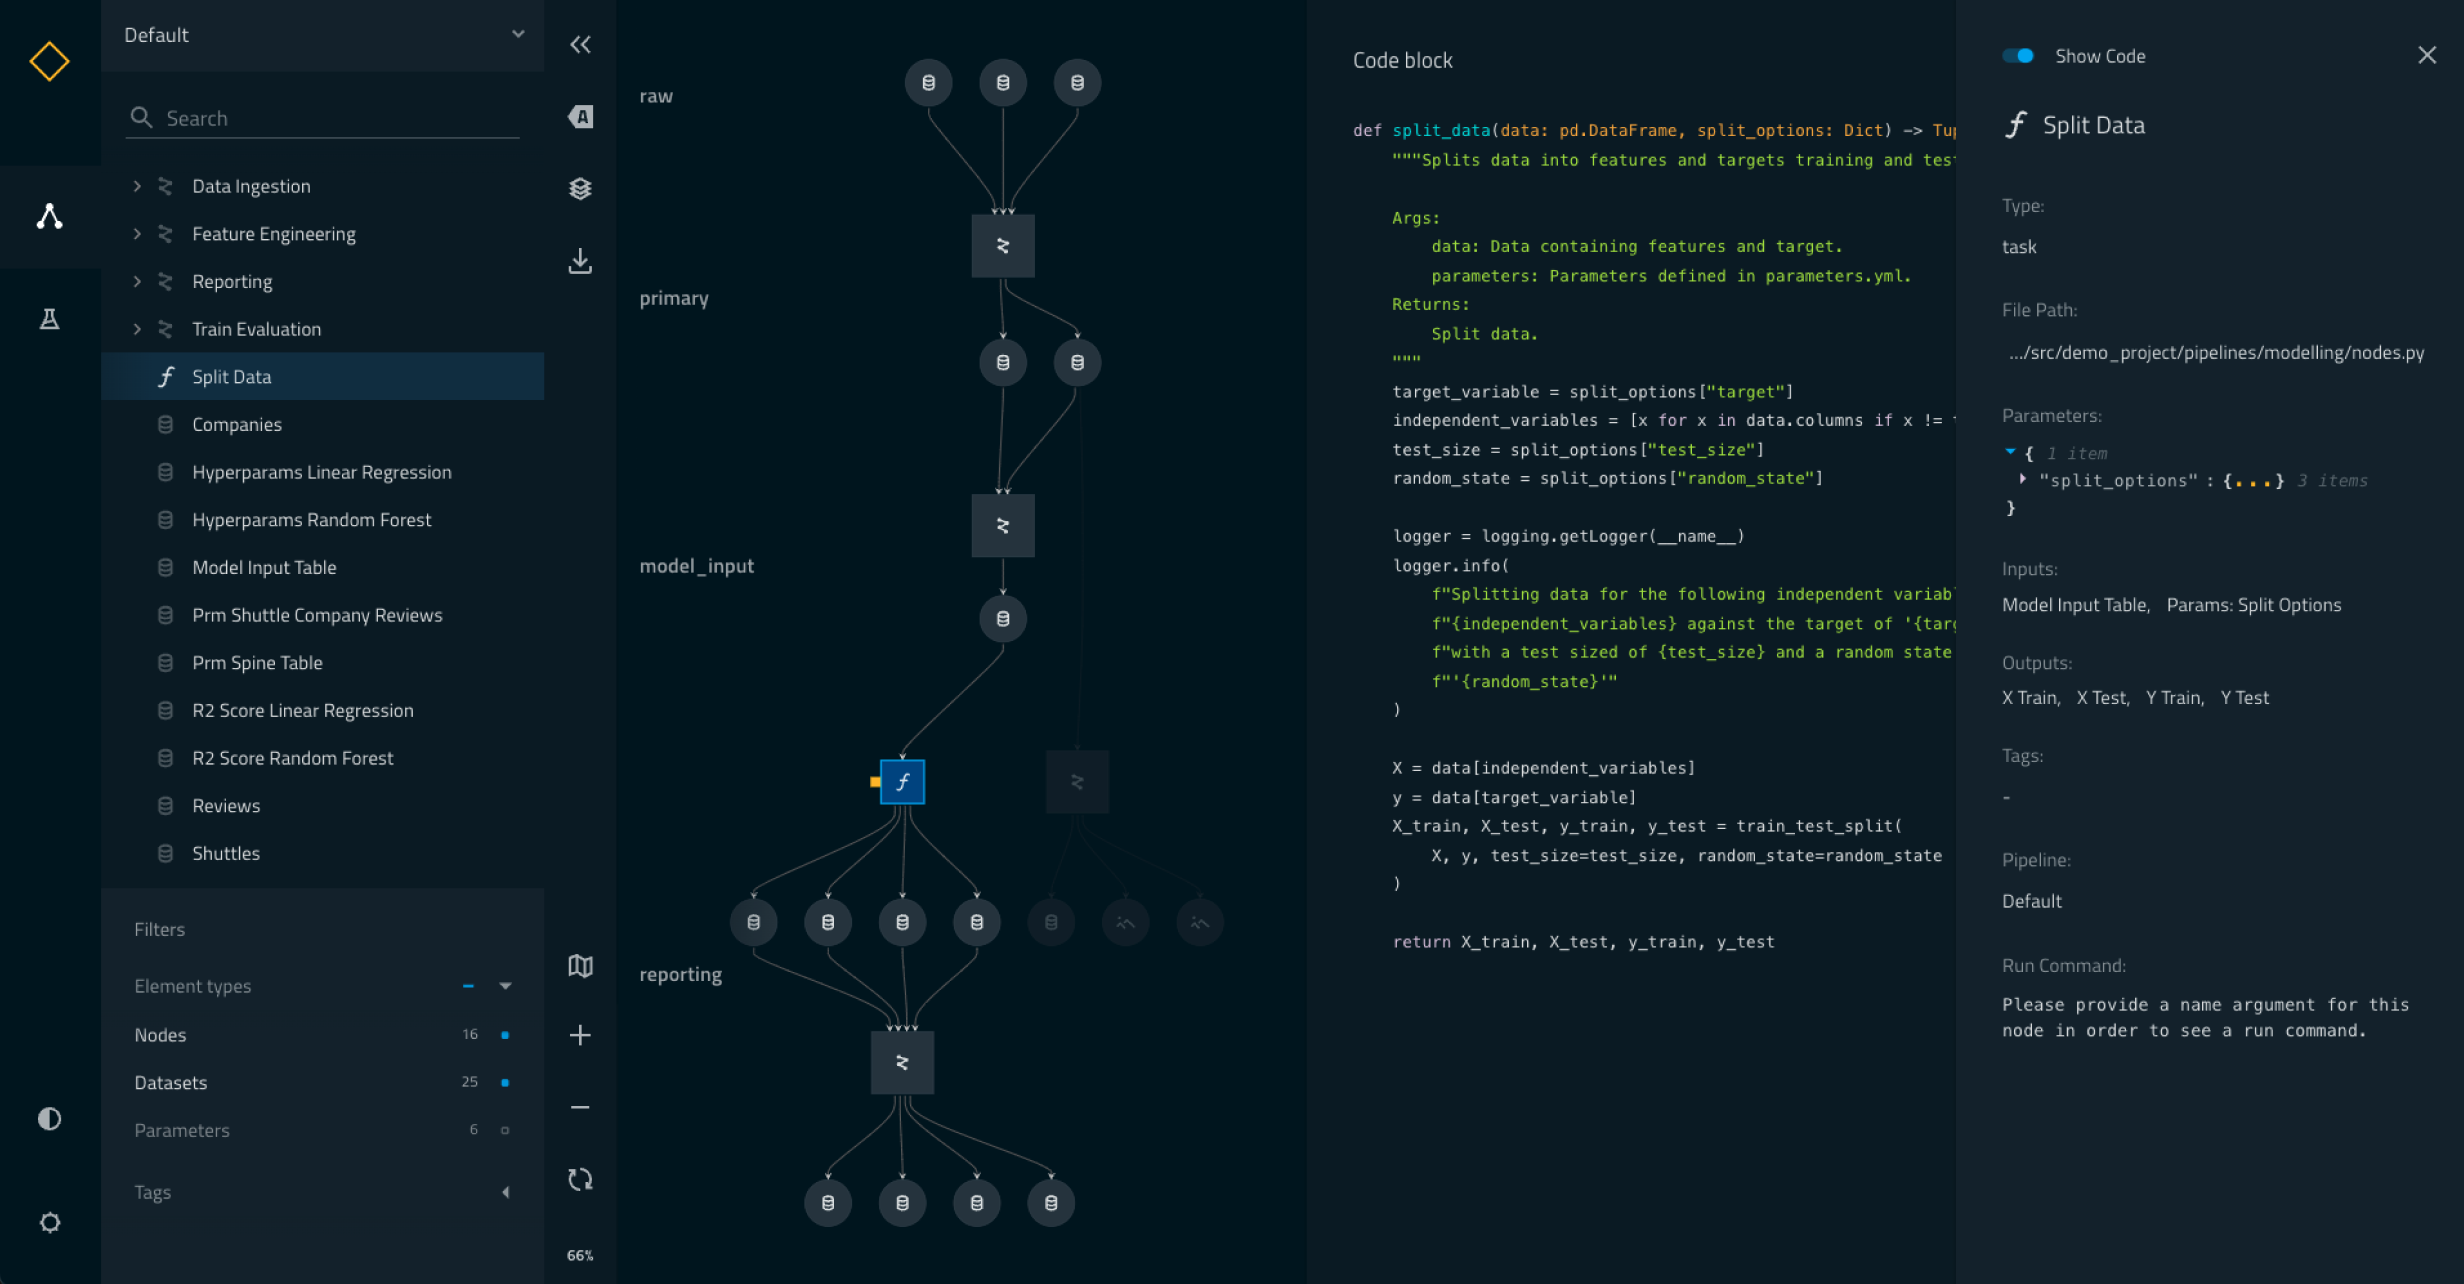 Default
Search
Data Ingestion
Feature Engineering
Reporting
Train Evaluation
Split Data
Companies
Hyperparams Linear Regression
Hyperparams Random Forest
Model Input Table
Prm Shuttle Company Reviews
Prm Spine Table
R2 Score Linear Regression
R2 Score Random Forest
Reviews
Shuttles
Filters
Element types
Nodes 16
Datasets 25
Parameters 6
Tags
A
66%
raw
primary
model_input
reporting
Code block
def split_data(data: pd.DataFrame, split_options: Dict) -> Tup
"""Splits data into features and targets training and tes
Args:
data: Data containing features and target.
parameters: Parameters defined in parameters.yml.
Returns:
Split data.
"""
target_variable = split_options["target"]
independent_variables = [x for x in data.columns if x !=
test_size = split_options["test_size"]
random_state = split_options["random_state"]
logger = logging.getLogger(__name__)
logger.info(
f"Splitting data for the following independent variab
f"{independent_variables} against the target of '{targ
f"with a test sized of {test_size} and a random state
f"'{random_state}'"
)
X = data[independent_variables]
y = data[target_variable]
X_train, X_test, y_train, y_test = train_test_split(
X, y, test_size=test_size, random_state=random_state
)
return X_train, X_test, y_train, y_test
Show Code
Split Data
Type:
task
File Path:
.../src/demo_project/pipelines/modelling/nodes.py
Parameters:
{ 1 item
"split_options" : {...} 3 items
}
Inputs:
Model Input Table, Params: Split Options
Outputs:
X Train, X Test, Y Train, Y Test
Tags:
-
Pipeline:
Default
Run Command:
Please provide a name argument for this
node in order to see a run command.